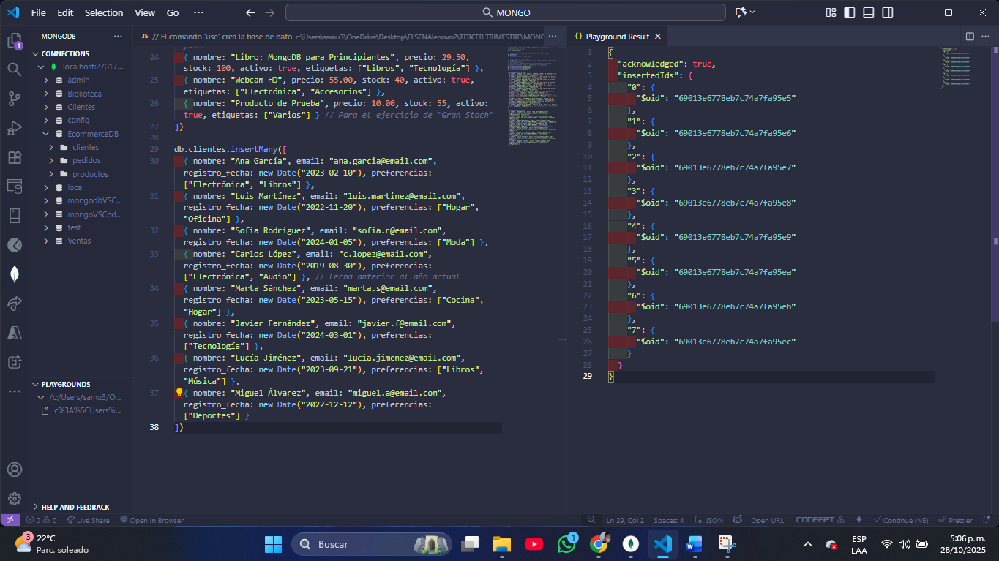 File Edit Selection View Go ··· MONGO
MONGODB ···
CONNECTIONS
localhost:27017...
admin
Biblioteca
Clientes
config
EcommerceDB
clientes
pedidos
productos
local
mongodbVSC...
mongoVSCod...
test
Ventas
PLAYGROUNDS
/c:/Users/samu3/O...
c%3A%5CUsers%...
HELP AND FEEDBACK
JS // El comando 'use' crea la base de dato c:\Users\samu3\OneDrive\Desktop\ELSENAlenovo2\TERCER TRIMESTRE\MONG ···
24 { nombre: "Libro: MongoDB para Principiantes", precio: 29.50,
stock: 100, activo: true, etiquetas: ["Libros", "Tecnología"] },
25 { nombre: "Webcam HD", precio: 55.00, stock: 40, activo: true,
etiquetas: ["Electrónica", "Accesorios"] },
26 { nombre: "Producto de Prueba", precio: 10.00, stock: 55, activo:
true, etiquetas: ["Varios"] } // Para el ejercicio de "Gran Stock"
27 ])
28
29 db.clientes.insertMany([
30 { nombre: "Ana García", email: "ana.garcia@email.com",
registro_fecha: new Date("2023-02-10"), preferencias:
["Electrónica", "Libros"] },
31 { nombre: "Luis Martínez", email: "luis.martinez@email.com",
registro_fecha: new Date("2022-11-20"), preferencias: ["Hogar",
"Oficina"] },
32 { nombre: "Sofía Rodríguez", email: "sofia.r@email.com",
registro_fecha: new Date("2024-01-05"), preferencias: ["Moda"] },
33 { nombre: "Carlos López", email: "c.lopez@email.com",
registro_fecha: new Date("2019-08-30"), preferencias:
["Electrónica", "Audio"] }, // Fecha anterior al año actual
34 { nombre: "Marta Sánchez", email: "marta.s@email.com",
registro_fecha: new Date("2023-05-15"), preferencias: ["Cocina",
"Hogar"] },
35 { nombre: "Javier Fernández", email: "javier.f@email.com",
registro_fecha: new Date("2024-03-01"), preferencias:
["Tecnología"] },
36 { nombre: "Lucía Jiménez", email: "lucia.jimenez@email.com",
registro_fecha: new Date("2023-09-21"), preferencias: ["Libros",
"Música"] },
37 { nombre: "Miguel Álvarez", email: "miguel.a@email.com",
registro_fecha: new Date("2022-12-12"), preferencias:
["Deportes"] }
38 ])
{} Playground Result
1 {
2 "acknowledged": true,
3 "insertedIds": {
4 "0": {
5 "$oid": "69013e6778eb7c74a7fa95e5"
6 },
7 "1": {
8 "$oid": "69013e6778eb7c74a7fa95e6"
9 },
10 "2": {
11 "$oid": "69013e6778eb7c74a7fa95e7"
12 },
13 "3": {
14 "$oid": "69013e6778eb7c74a7fa95e8"
15 },
16 "4": {
17 "$oid": "69013e6778eb7c74a7fa95e9"
18 },
19 "5": {
20 "$oid": "69013e6778eb7c74a7fa95ea"
21 },
22 "6": {
23 "$oid": "69013e6778eb7c74a7fa95eb"
24 },
25 "7": {
26 "$oid": "69013e6778eb7c74a7fa95ec"
27 }
28 }
29 }
0 0 Live Share Open In Browser Ln 29, Col 2 Spaces: 4 {} JSON Open URL CODEGPT Continue (NE) Prettier
3 22°C
Parc. soleado
Buscar
1
ESP
LAA
5:06 p.m.
28/10/2025